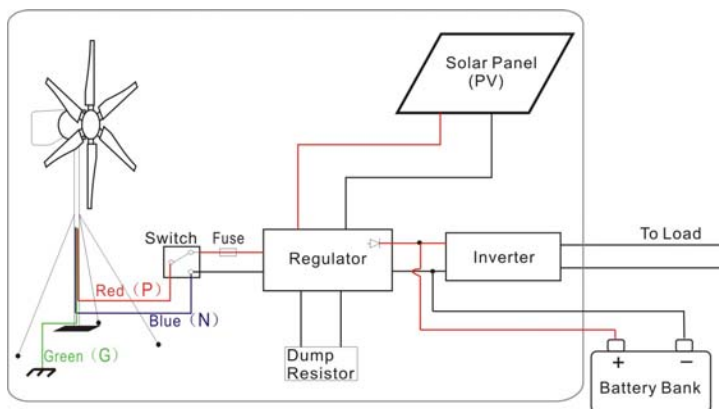 Solar Panel
(PV)
Switch
Fuse
To Load
Regulator
Inverter
Red (P)
Blue (N)
Green (G)
Dump
Resistor
+ −
Battery Bank